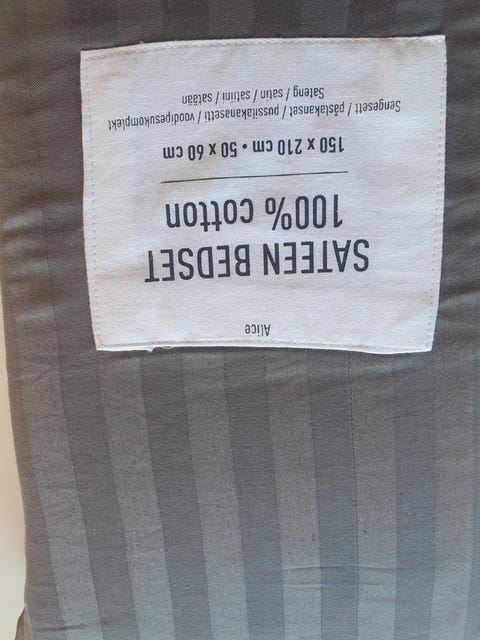 Alice
SATEEN BEDSET
100% cotton
150 x 210 cm • 50 x 60 cm
Sengesett / påslakanset / pussilakanasetti / voodipesukomplekt
Sateng / satin / satiini / satään